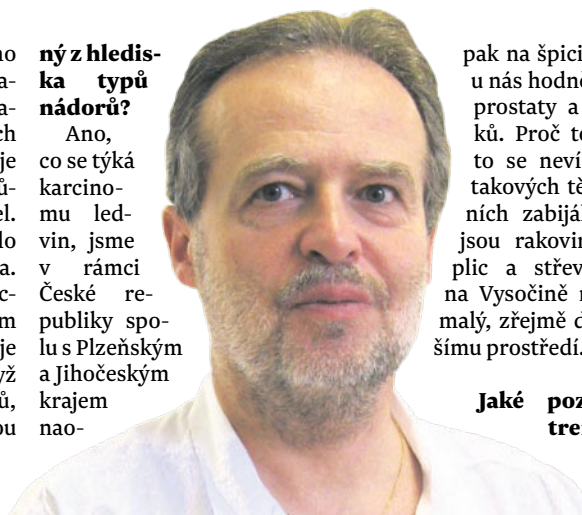 no
a-
a-
ch
je
ů-
el.
lo
a.
c-
m
je
yž
ů,
ou
ný z hledis-
ka typů
nádorů?
Ano,
co se týká
karcino-
mu led-
vin, jsme
v rámci
České re-
publiky spo-
lu s Plzeňským
a Jihočeským
krajem
nao-
pak na špici
u nás hodně
prostaty a
ků. Proč to
to se neví
takových tě
ních zabiják
jsou rakovin
plic a střev
na Vysočině
malý, zřejmě d
šímu prostředí.
Jaké poz
tre